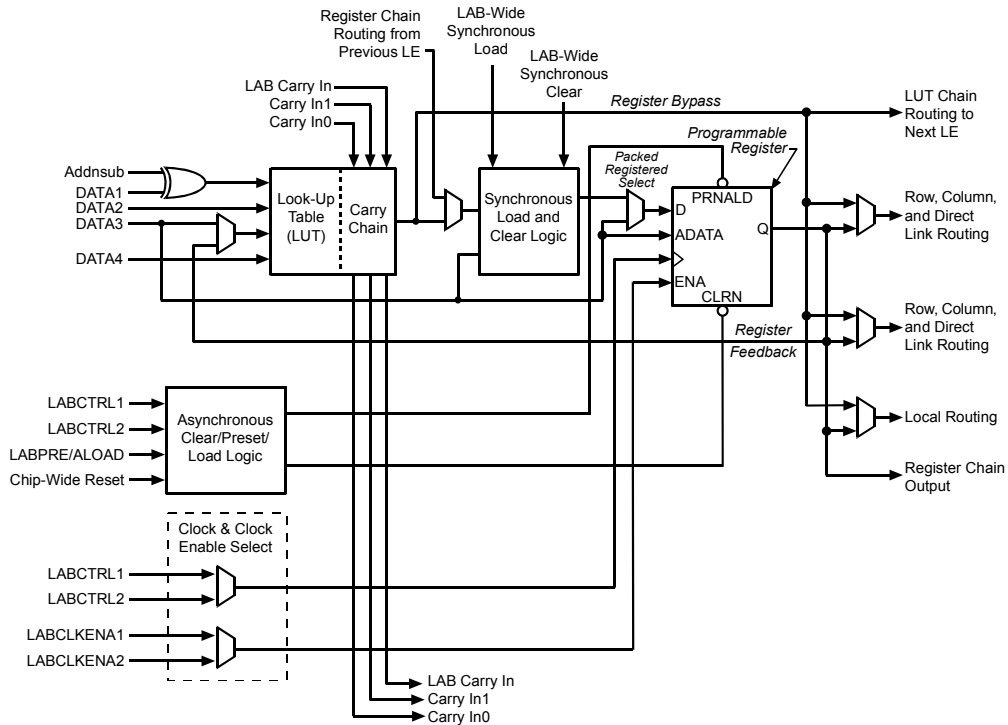 Register Chain
Routing from
Previous LE
LAB-Wide
Synchronous
Load
LAB-Wide
Synchronous
Clear
LAB Carry In
Carry In1
Carry In0
Register Bypass
LUT Chain
Routing to
Next LE
Programmable
Register
Packed
Registered
Select
Addnsub
DATA1
DATA2
DATA3
DATA4
Look-Up
Table
(LUT)
Carry
Chain
Synchronous
Load and
Clear Logic
PRNALD
D
Q
ADATA
ENA
CLRN
Row, Column,
and Direct
Link Routing
Register
Feedback
Row, Column,
and Direct
Link Routing
LABCTRL1
LABCTRL2
LABPRE/ALOAD
Chip-Wide Reset
Asynchronous
Clear/Preset/
Load Logic
Local Routing
Register Chain
Output
Clock & Clock
Enable Select
LABCTRL1
LABCTRL2
LABCLKENA1
LABCLKENA2
LAB Carry In
Carry In1
Carry In0